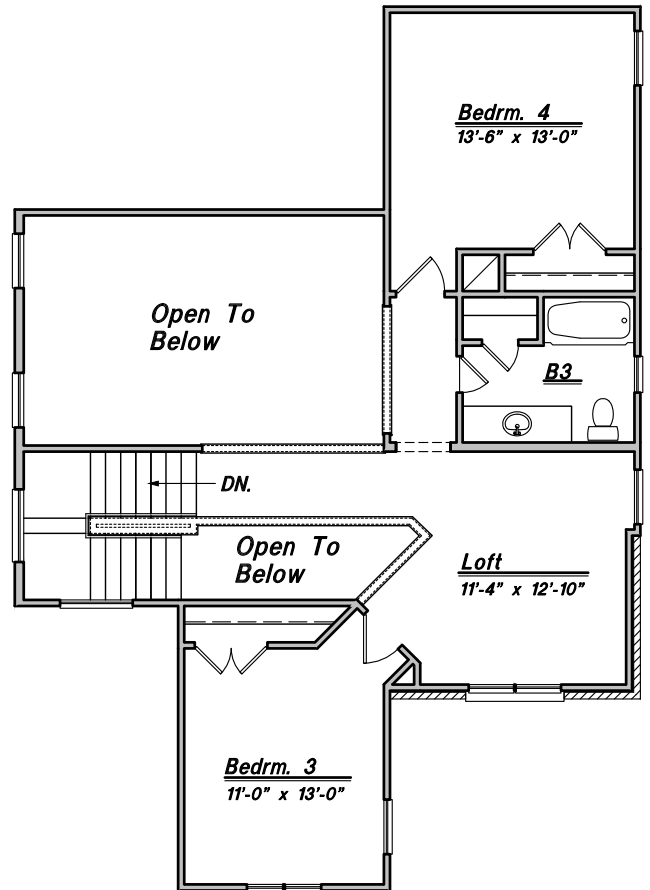 Bedrm. 4
13'-6" x 13'-0"
Open To
Below
B3
DN.
Open To
Below
Loft
11'-4" x 12'-10"
Bedrm. 3
11'-0" x 13'-0"